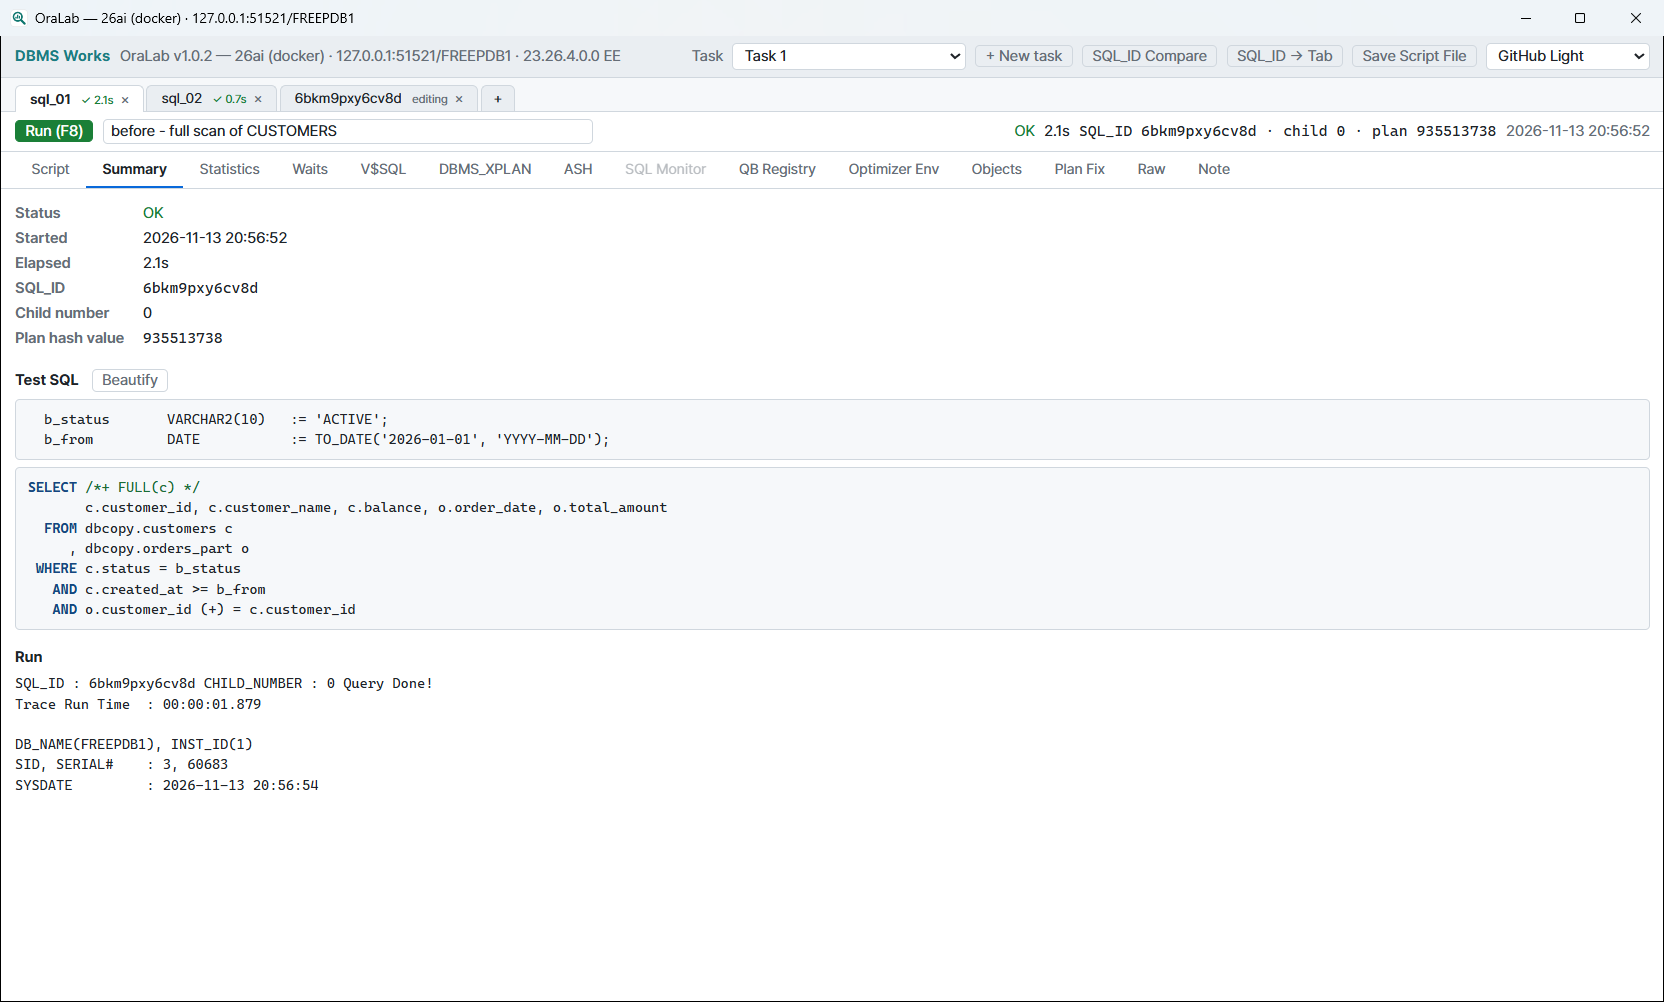 OraLab — 26ai (docker) · 127.0.0.1:51521/FREEPDB1
DBMS Works OraLab v1.0.2 — 26ai (docker) · 127.0.0.1:51521/FREEPDB1 · 23.26.4.0.0 EE Task Task 1 + New task SQL_ID Compare SQL_ID → Tab Save Script File GitHub Light
sql_01 ✓ 2.1s × sql_02 ✓ 0.7s × 6bkm9pxy6cv8d editing × +
Run (F8) before - full scan of CUSTOMERS OK 2.1s SQL_ID 6bkm9pxy6cv8d · child 0 · plan 935513738 2026-11-13 20:56:52
Script Summary Statistics Waits V$SQL DBMS_XPLAN ASH SQL Monitor QB Registry Optimizer Env Objects Plan Fix Raw Note
Status OK
Started 2026-11-13 20:56:52
Elapsed 2.1s
SQL_ID 6bkm9pxy6cv8d
Child number 0
Plan hash value 935513738
Test SQL Beautify
b_status VARCHAR2(10) := 'ACTIVE';
b_from DATE := TO_DATE('2026-01-01', 'YYYY-MM-DD');
SELECT /*+ FULL(c) */
c.customer_id, c.customer_name, c.balance, o.order_date, o.total_amount
FROM dbcopy.customers c
, dbcopy.orders_part o
WHERE c.status = b_status
AND c.created_at >= b_from
AND o.customer_id (+) = c.customer_id
Run
SQL_ID : 6bkm9pxy6cv8d CHILD_NUMBER : 0 Query Done!
Trace Run Time : 00:00:01.879
DB_NAME(FREEPDB1), INST_ID(1)
SID, SERIAL# : 3, 60683
SYSDATE : 2026-11-13 20:56:54